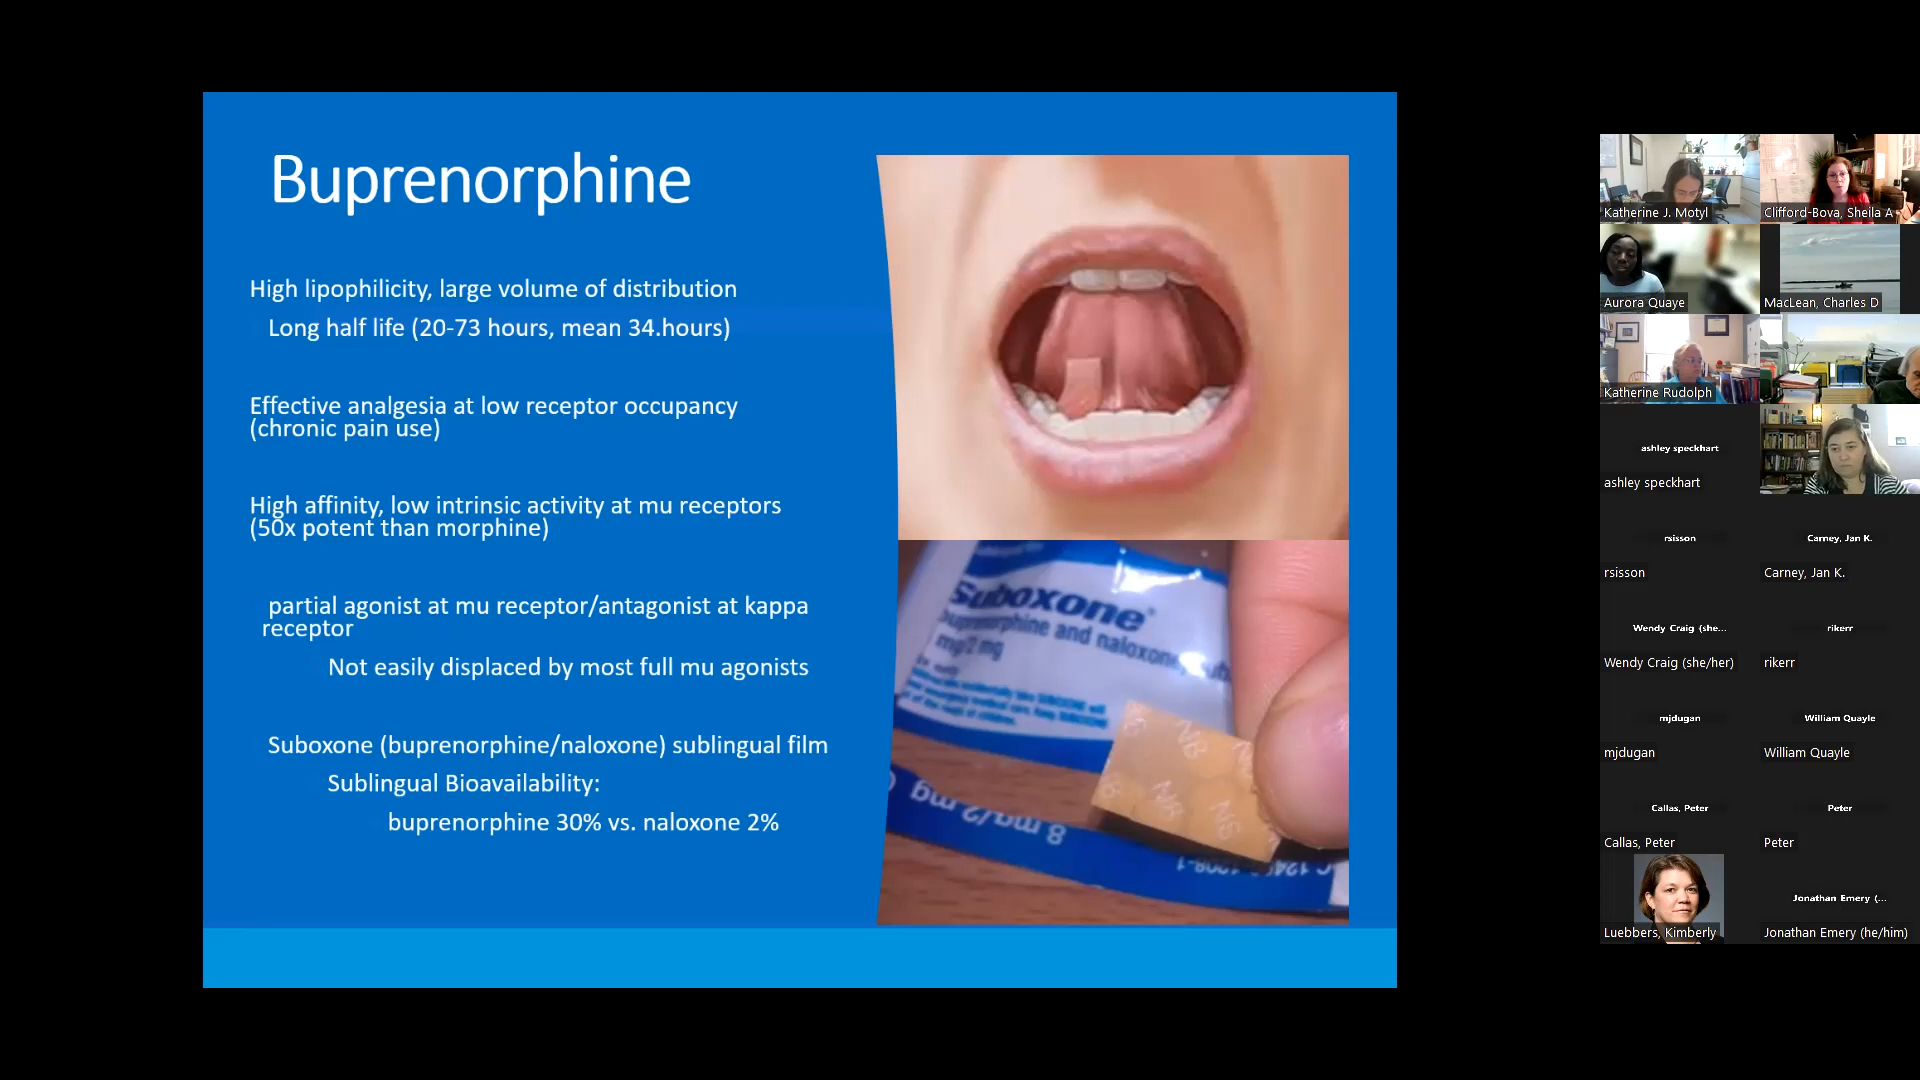 Buprenorphine
High lipophilicity, large volume of distribution
Long half life (20-73 hours, mean 34.hours)
Effective analgesia at low receptor occupancy
(chronic pain use)
High affinity, low intrinsic activity at mu receptors
(50x potent than morphine)
partial agonist at mu receptor/antagonist at kappa
receptor
Not easily displaced by most full mu agonists
Suboxone (buprenorphine/naloxone) sublingual film
Sublingual Bioavailability:
buprenorphine 30% vs. naloxone 2%
Suboxone®
buprenorphine and naloxone
mg/2 mg
N8
8 mg/2 mg
Katherine J. Motyl
Clifford-Bova, Sheila A
Aurora Quaye
MacLean, Charles D
Katherine Rudolph
ashley speckhart
ashley speckhart
rsisson
Carney, Jan K.
rsisson
Carney, Jan K.
Wendy Craig (she...
rikerr
Wendy Craig (she/her)
rikerr
mjdugan
William Quayle
mjdugan
William Quayle
Callas, Peter
Peter
Callas, Peter
Peter
Jonathan Emery (...
Luebbers, Kimberly
Jonathan Emery (he/him)